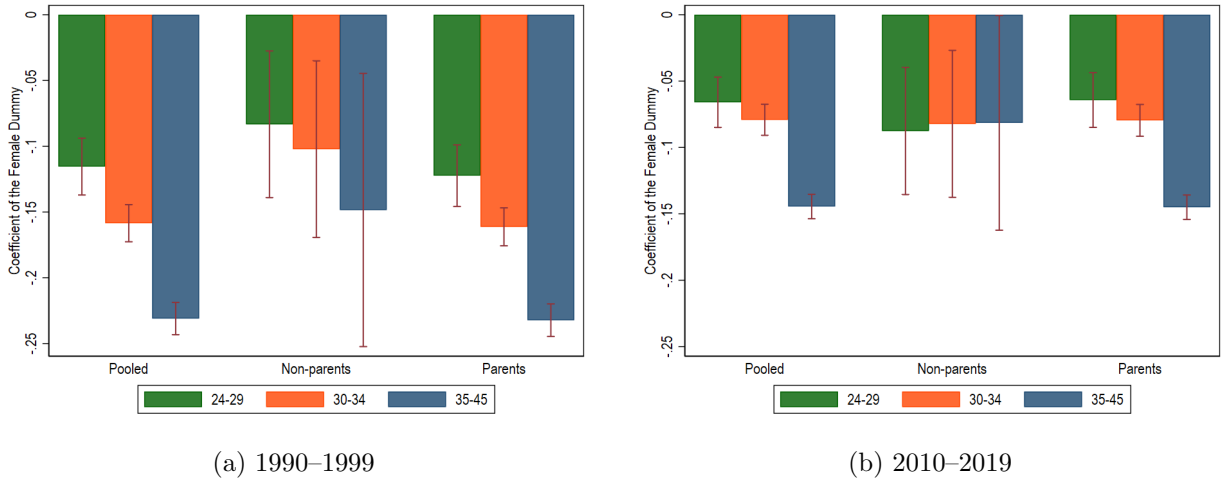 Coefficient of the Female Dummy
-0
-.05
-.1
-.15
-.2
-.25
Pooled Non-parents Parents
24-29 30-34 35-45
(a) 1990–1999
Coefficient of the Female Dummy
-0
-.05
-.1
-.15
-.2
-.25
Pooled Non-parents Parents
24-29 30-34 35-45
(b) 2010–2019